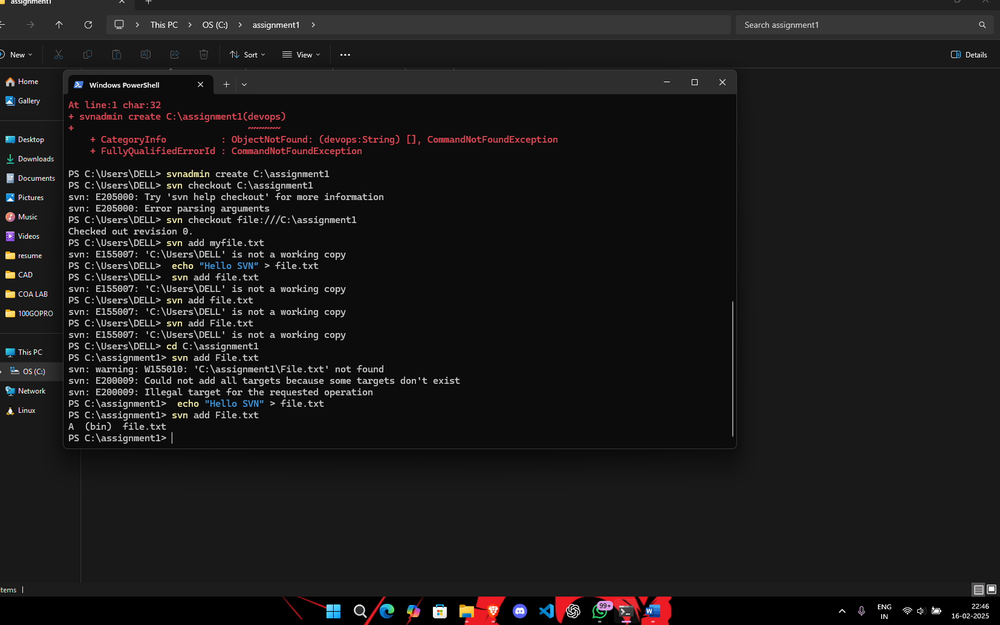 assignment1
This PC
OS (C:)
assignment1
Search assignment1
New
Sort
View
Details
Home
Gallery
Desktop
Downloads
Documents
Pictures
Music
Videos
resume
CAD
COA LAB
100GOPRO
This PC
OS (C:)
Network
Linux
Windows PowerShell
At line:1 char:32
+ svnadmin create C:\assignment1(devops)
+                                ~~~~~~
    + CategoryInfo          : ObjectNotFound: (devops:String) [], CommandNotFoundException
    + FullyQualifiedErrorId : CommandNotFoundException
PS C:\Users\DELL> svnadmin create C:\assignment1
PS C:\Users\DELL> svn checkout C:\assignment1
svn: E205000: Try 'svn help checkout' for more information
svn: E205000: Error parsing arguments
PS C:\Users\DELL> svn checkout file:///C:\assignment1
Checked out revision 0.
PS C:\Users\DELL> svn add myfile.txt
svn: E155007: 'C:\Users\DELL' is not a working copy
PS C:\Users\DELL>  echo "Hello SVN" > file.txt
PS C:\Users\DELL>  svn add file.txt
svn: E155007: 'C:\Users\DELL' is not a working copy
PS C:\Users\DELL> svn add file.txt
svn: E155007: 'C:\Users\DELL' is not a working copy
PS C:\Users\DELL> svn add File.txt
svn: E155007: 'C:\Users\DELL' is not a working copy
PS C:\Users\DELL> cd C:\assignment1
PS C:\assignment1> svn add File.txt
svn: warning: W155010: 'C:\assignment1\File.txt' not found
svn: E200009: Could not add all targets because some targets don't exist
svn: E200009: Illegal target for the requested operation
PS C:\assignment1>  echo "Hello SVN" > file.txt
PS C:\assignment1> svn add File.txt
A  (bin)  file.txt
PS C:\assignment1>
tems
99+
ENG
IN
22:46
16-02-2025